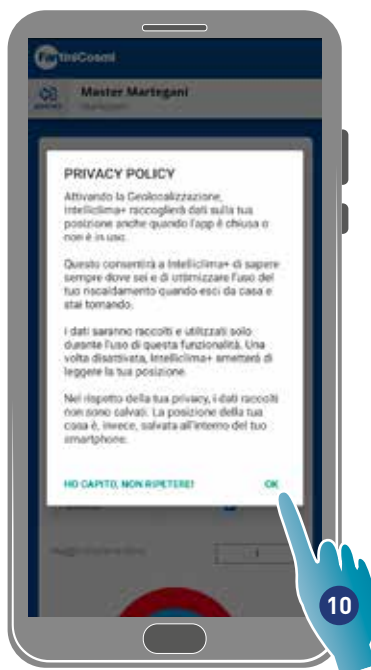 FantiniCosmi
Master Martegani
PRIVACY POLICY
Attivando la Geolocalizzazione,
Intelliclima+ raccoglierà dati sulla tua
posizione anche quando l'app è chiusa o
non è in uso.
Questo consentirà a Intelliclima+ di sapere
sempre dove sei e di ottimizzare l'uso del
tuo riscaldamento quando esci da casa e
stai tornando.
I dati saranno raccolti e utilizzati solo
durante l'uso di questa funzionalità. Una
volta disattivata, Intelliclima+ smetterà di
leggere la tua posizione.
Nel rispetto della tua privacy, i dati raccolti
non sono salvati. La posizione della tua
casa è, invece, salvata all'interno del tuo
smartphone.
HO CAPITO, NON RIPETERE!
OK
10